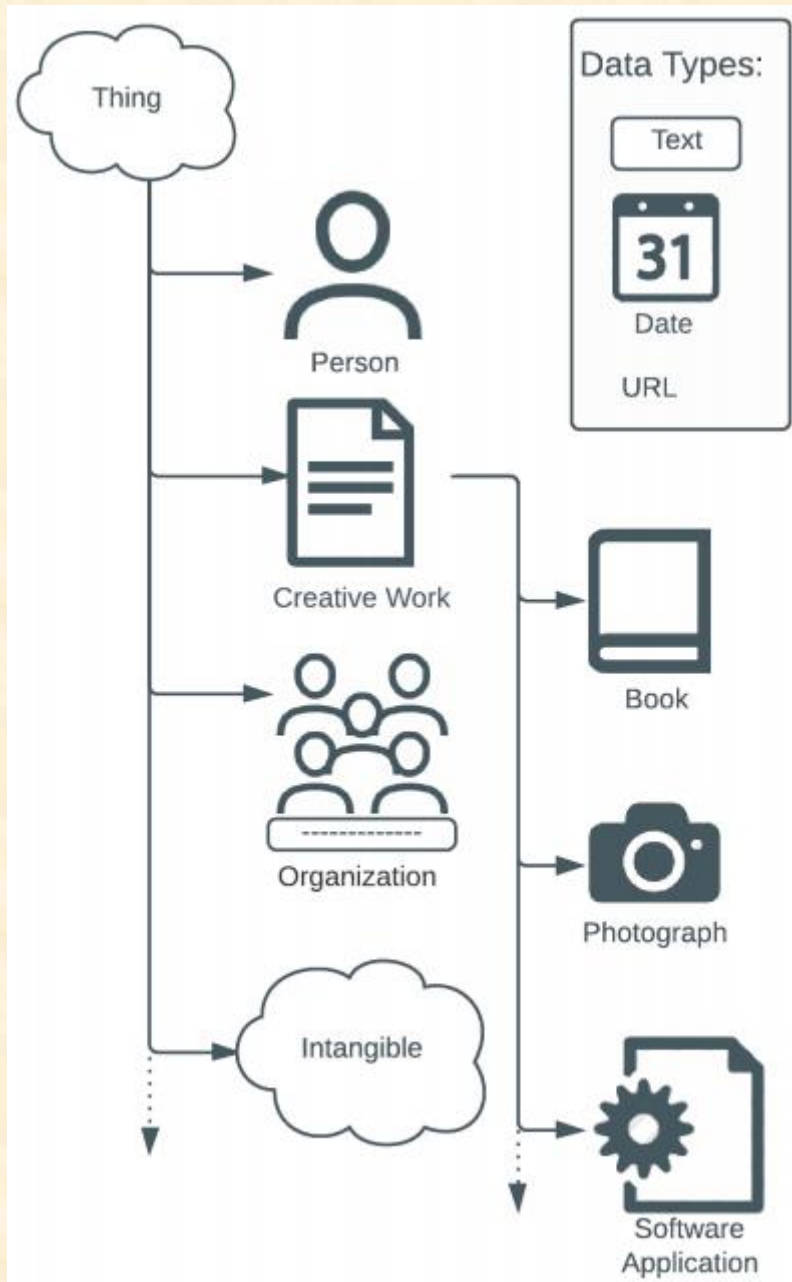 Thing
Person
Creative Work
Organization
Intangible
Data Types:
Text
31
Date
URL
Book
Photograph
Software
Application